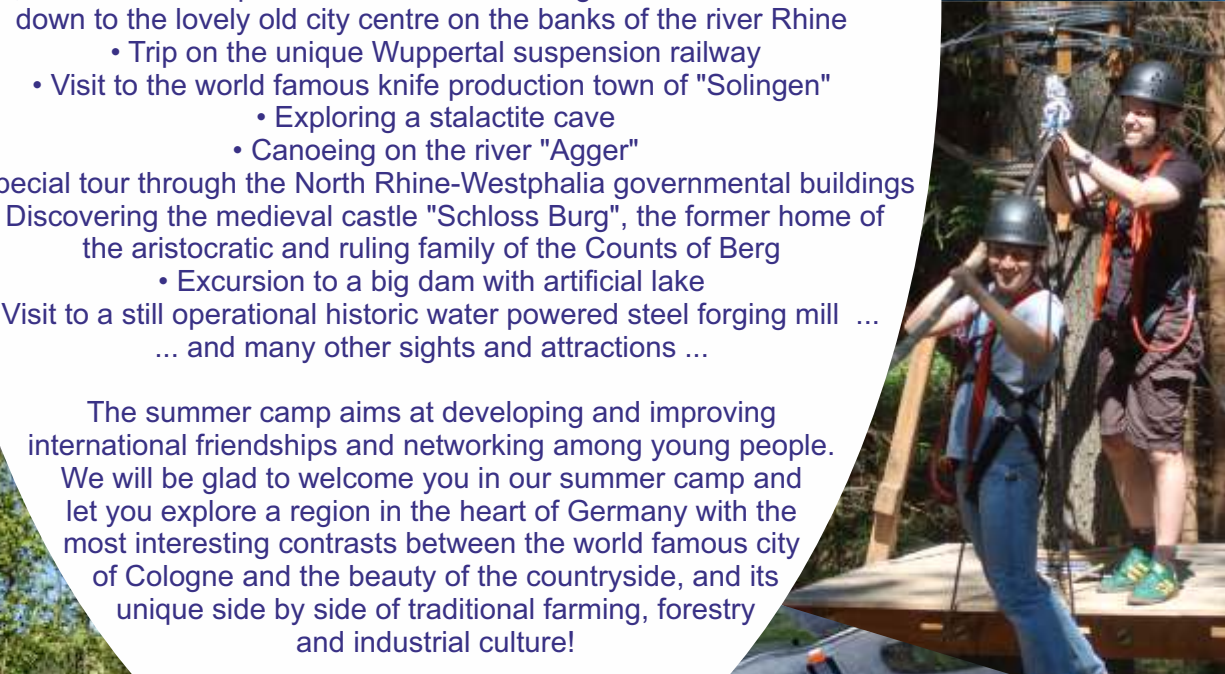 down to the lovely old city centre on the banks of the river Rhine
• Trip on the unique Wuppertal suspension railway
• Visit to the world famous knife production town of "Solingen"
• Exploring a stalactite cave
• Canoeing on the river "Agger"
pecial tour through the North Rhine-Westphalia governmental buildings
Discovering the medieval castle "Schloss Burg", the former home of
the aristocratic and ruling family of the Counts of Berg
• Excursion to a big dam with artificial lake
Visit to a still operational historic water powered steel forging mill ...
... and many other sights and attractions ...
The summer camp aims at developing and improving
international friendships and networking among young people.
We will be glad to welcome you in our summer camp and
let you explore a region in the heart of Germany with the
most interesting contrasts between the world famous city
of Cologne and the beauty of the countryside, and its
unique side by side of traditional farming, forestry
and industrial culture!